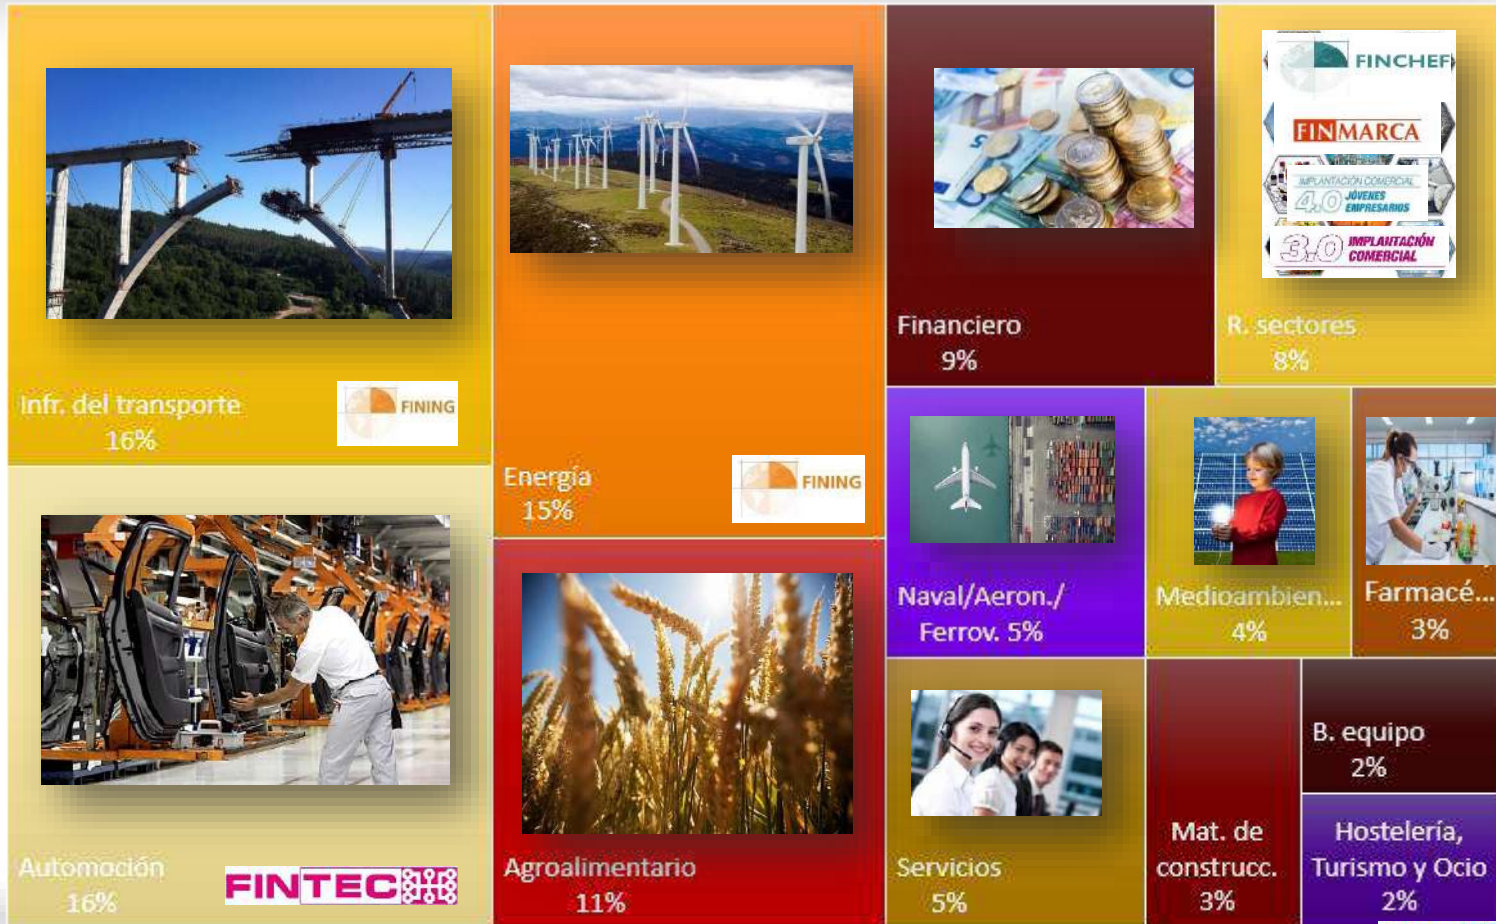 Infr. del transporte
16%
FINING
Automoción
16%
FINTEC
Energía
15%
FINING
Agroalimentario
11%
Financiero
9%
R. sectores
8%
FINCHEF
FINMARCA
IMPLANTACIÓN COMERCIAL
4.0 JÓVENES
EMPRESARIOS
3.0 IMPLANTACIÓN
COMERCIAL
Naval/Aeron./
Ferrov. 5%
Medioambien...
4%
Farmacé...
3%
Servicios
5%
Mat. de
construcc.
3%
B. equipo
2%
Hostelería,
Turismo y Ocio
2%